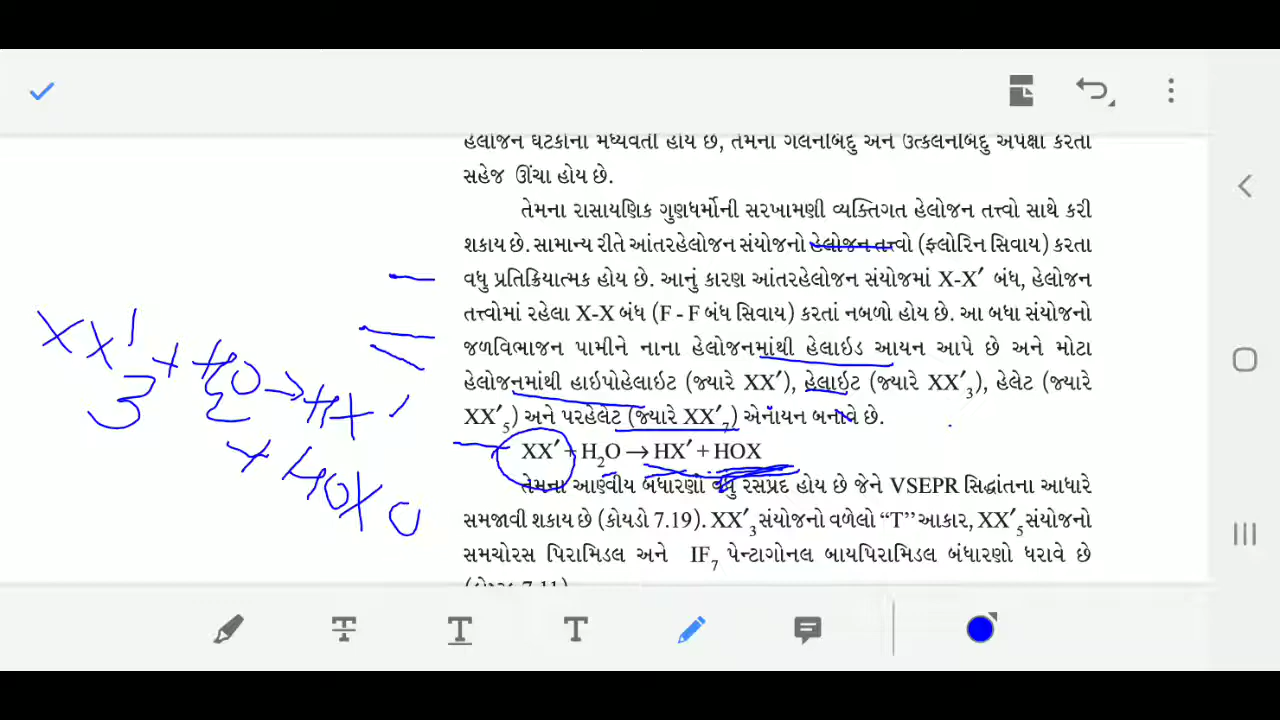 હેલોજન ઘટકોની મધ્યવર્તી હોય છે, તેમના ગલનબિંદુ અને ઉત્કલનબિંદુ અપેક્ષા કરતા
સહેજ ઊંચા હોય છે.
તેમના રાસાયણિક ગુણધર્મોની સરખામણી વ્યક્તિગત હેલોજન તત્ત્વો સાથે કરી
શકાય છે. સામાન્ય રીતે આંતરહેલોજન સંયોજનો હેલોજન તત્ત્વો (ફ્લોરિન સિવાય) કરતા
વધુ પ્રતિક્રિયાત્મક હોય છે. આનું કારણ આંતરહેલોજન સંયોજમાં X-X′ બંધ, હેલોજન
તત્ત્વોમાં રહેલા X-X બંધ (F - F બંધ સિવાય) કરતાં નબળો હોય છે. આ બધા સંયોજનો
જળવિભાજન પામીને નાના હેલોજનમાંથી હેલાઇડ આયન આપે છે અને મોટા
હેલોજનમાંથી હાઇપોહેલાઇટ (જ્યારે XX′), હેલાઇટ (જ્યારે XX′₃), હેલેટ (જ્યારે
XX′₅) અને પરહેલેટ (જ્યારે XX′₇) એનાયન બનાવે છે.
XX′ + H₂O → HX′ + HOX
તેમના આણ્વીય બંધારણો વધુ રસપ્રદ હોય છે જેને VSEPR સિદ્ધાંતના આધારે
સમજાવી શકાય છે (કોયડો 7.19). XX′₃ સંયોજનો વળેલો “T” આકાર, XX′₅ સંયોજનો
સમચોરસ પિરામિડલ અને IF₇ પેન્ટાગોનલ બાયપિરામિડલ બંધારણો ધરાવે છે
XX′₃ + H₂O → HX′
+ HOXO
T T T